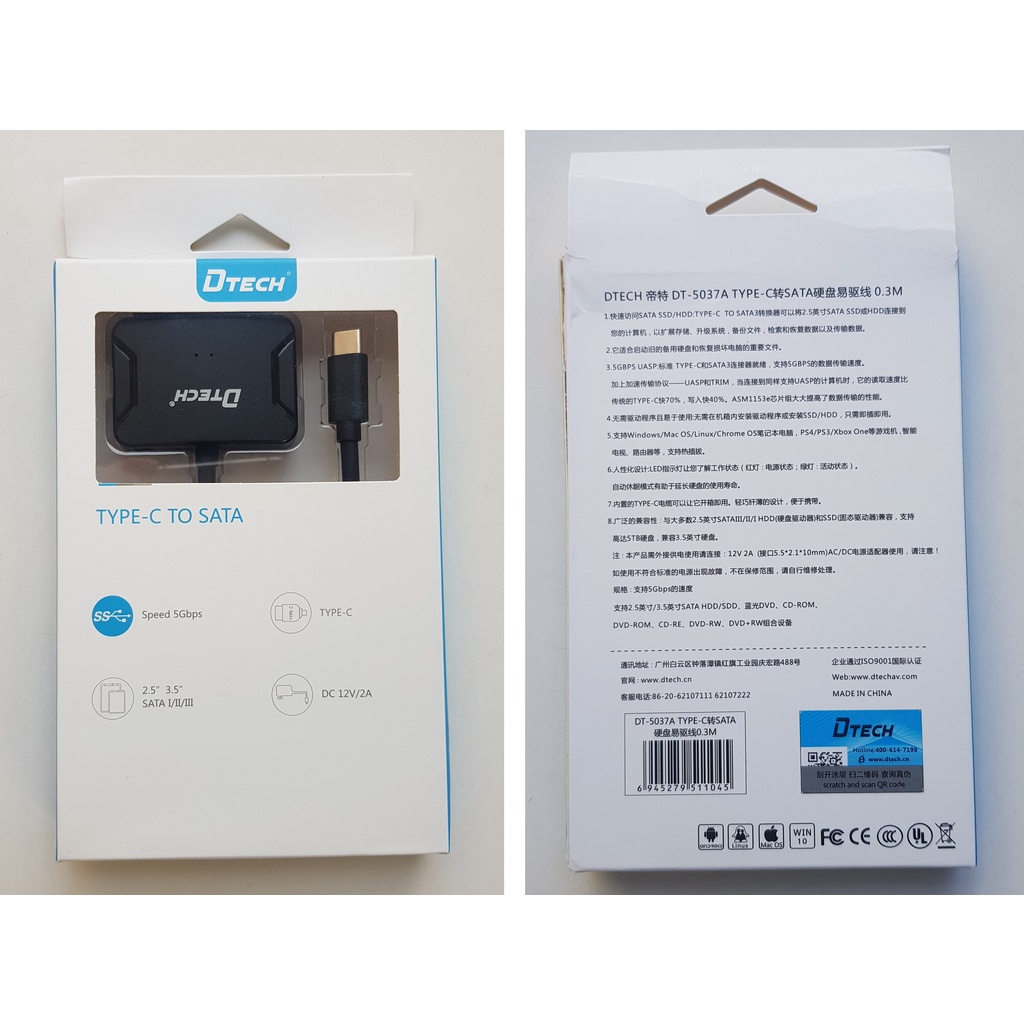 DTECH®
DTECH®
TYPE-C TO SATA
SS
Speed 5Gbps
TYPE-C
2.5" 3.5"
SATA I/II/III
DC 12V/2A
DTECH 帝特 DT-5037A TYPE-C转SATA硬盘易驱线 0.3M
1.快速访问SATA SSD/HDD:TYPE-C TO SATA3转换器可以将2.5英寸SATA SSD或HDD连接到
您的计算机，以扩展存储、升级系统，备份文件，检索和恢复数据以及传输数据。
2.它适合启动旧的备用硬盘和恢复损坏电脑的重要文件。
3.5GBPS UASP:标准 TYPE-C和SATA3连接器就绪，支持5GBPS的数据传输速度。
加上加速传输协议——UASP和TRIM，当连接到同样支持UASP的计算机时，它的读取速度比
传统的TYPE-C快70%，写入快40%。ASM1153e芯片组大大提高了数据传输的性能。
4.无需驱动程序且易于使用:无需在机箱内安装驱动程序或安装SSD/HDD，只需即插即用。
5.支持Windows/Mac OS/Linux/Chrome OS笔记本电脑，PS4/PS3/Xbox One等游戏机，智能
电视、路由器等，支持热插拔。
6.人性化设计:LED指示灯让您了解工作状态（红灯：电源状态；绿灯：活动状态）。
自动休眠模式有助于延长硬盘的使用寿命。
7.内置的TYPE-C电缆可以让它开箱即用。轻巧纤薄的设计，便于携带。
8.广泛的兼容性：与大多数2.5英寸SATAIII/II/I HDD(硬盘驱动器)和SSD(固态驱动器)兼容，支持
高达5TB硬盘，兼容3.5英寸硬盘。
注：本产品需外接供电使用请连接：12V 2A (接口5.5*2.1*10mm)AC/DC电源适配器使用，请注意！
如使用不符合标准的电源出现故障，不在保修范围，请自行维修处理。
规格：支持5Gbps的速度
支持2.5英寸/3.5英寸SATA HDD/SDD、蓝光DVD、CD-ROM、
DVD-ROM、CD-RE、DVD-RW、DVD+RW组合设备
通讯地址：广州白云区钟落潭镇红旗工业园庆宏路488号
企业通过ISO9001国际认证
官网：www.dtech.cn
Web:www.dtechav.com
客服电话:86-20-62107111 62107222
MADE IN CHINA
DT-5037A TYPE-C转SATA
硬盘易驱线0.3M
6 945279 511045
DTECH
Hotline:400-614-7199
www.dtech.cn
刮开涂层 扫二维码 查询真伪
scratch and scan QR code
ANDROID
Linux
Mac OS
WIN
10
FC CE CCC UL